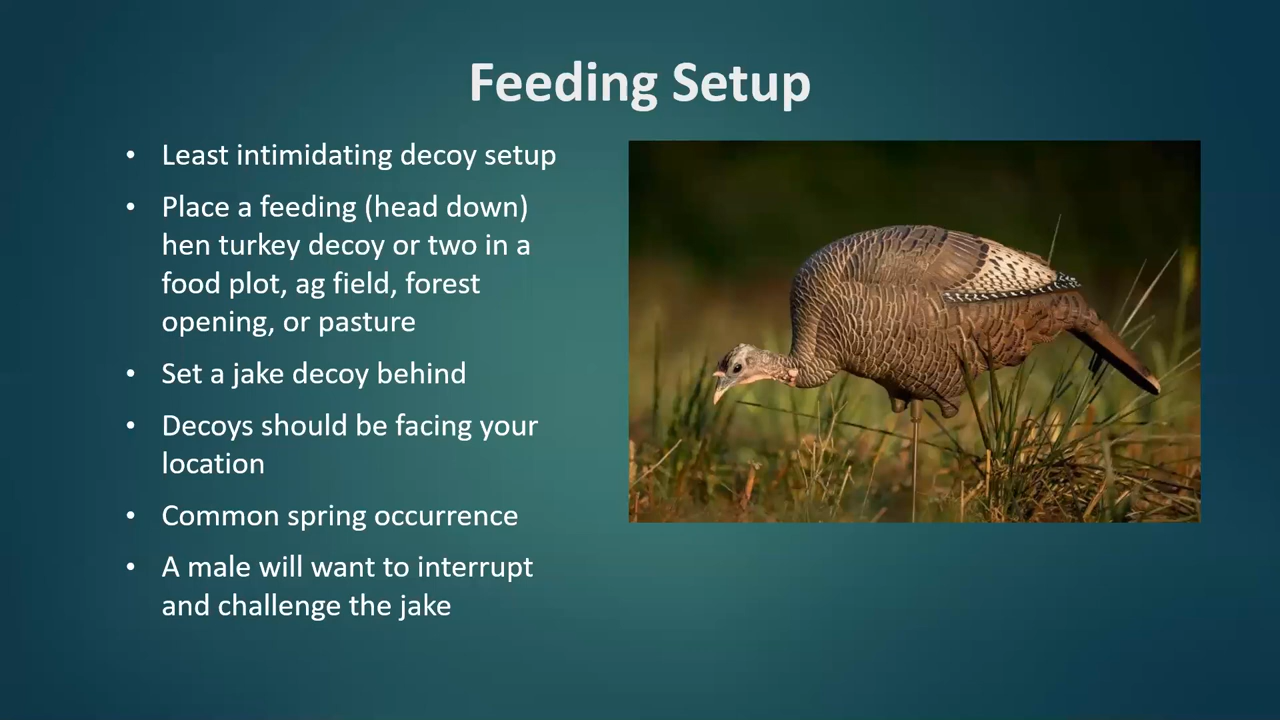 Feeding Setup
• Least intimidating decoy setup
• Place a feeding (head down)
hen turkey decoy or two in a
food plot, ag field, forest
opening, or pasture
• Set a jake decoy behind
• Decoys should be facing your
location
• Common spring occurrence
• A male will want to interrupt
and challenge the jake